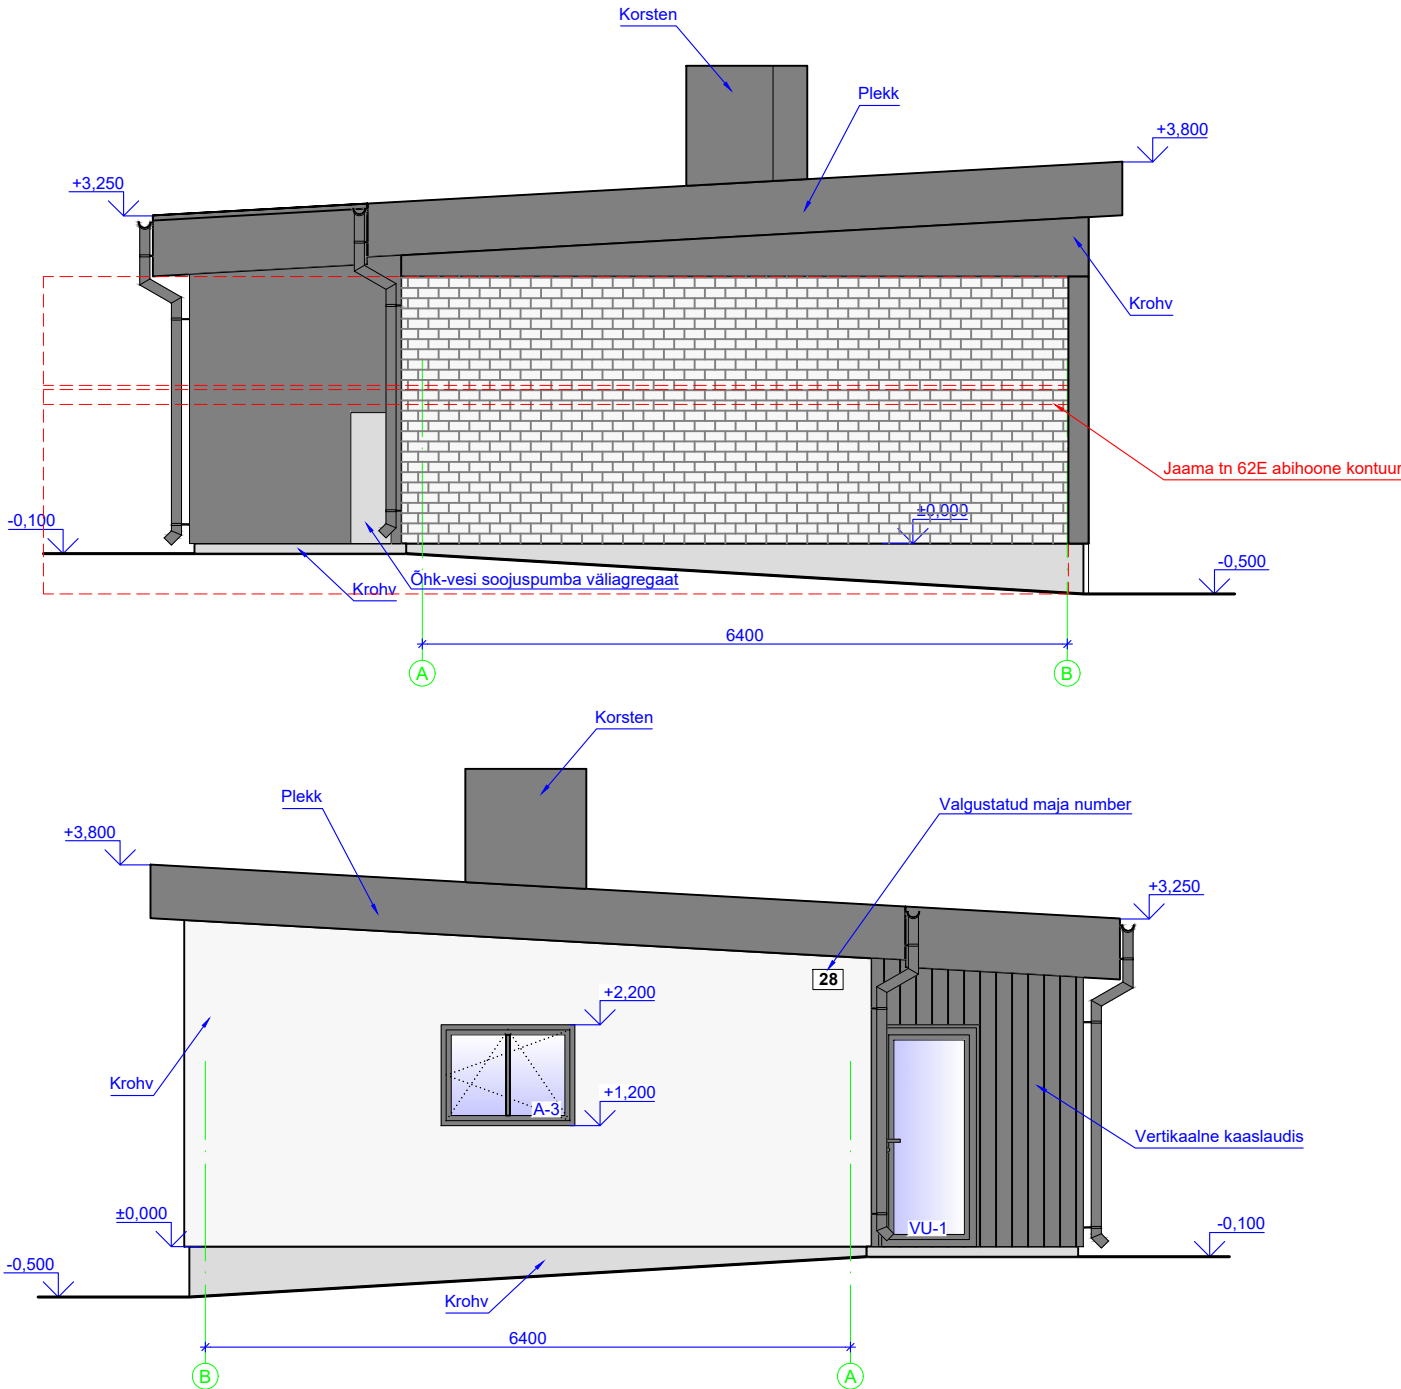 Korsten
Plekk
+3,800
+3,250
Krohv
Jaama tn 62E abihoone kontuur
-0,100
±0,000
-0,500
Õhk-vesi soojuspumba väliagregaat
Krohv
6400
A
B
Korsten
Plekk
Valgustatud maja number
+3,800
+3,250
28
+2,200
Krohv
+1,200
A-3
Vertikaalne kaaslaudis
±0,000
VU-1
-0,100
-0,500
Krohv
6400
B
A